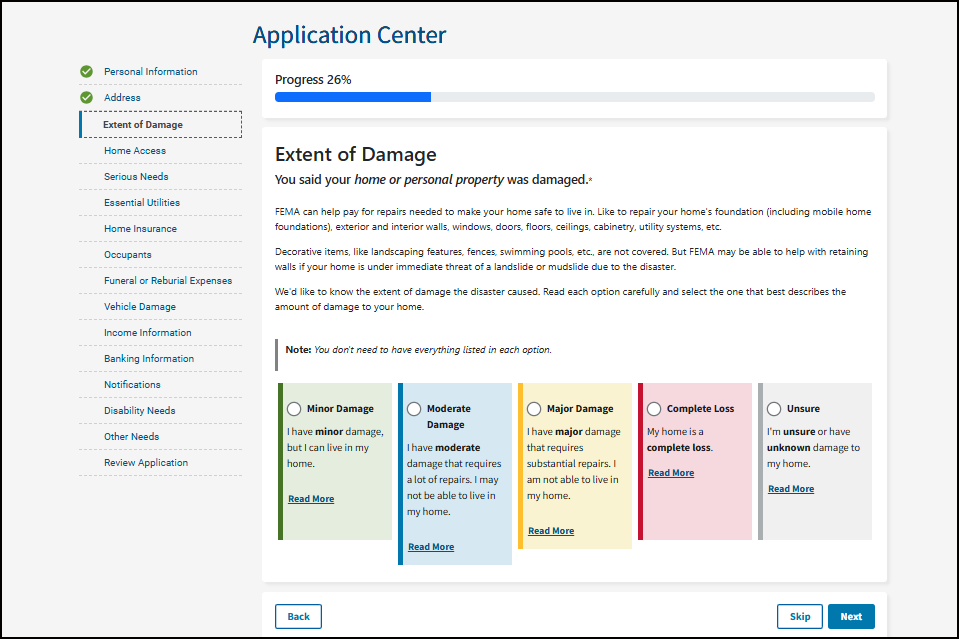 Application Center
Personal Information
Address
Extent of Damage
Home Access
Serious Needs
Essential Utilities
Home Insurance
Occupants
Funeral or Reburial Expenses
Vehicle Damage
Income Information
Banking Information
Notifications
Disability Needs
Other Needs
Review Application
Progress 26%
Extent of Damage
You said your home or personal property was damaged.*
FEMA can help pay for repairs needed to make your home safe to live in. Like to repair your home's foundation (including mobile home
foundations), exterior and interior walls, windows, doors, floors, ceilings, cabinetry, utility systems, etc.
Decorative items, like landscaping features, fences, swimming pools, etc., are not covered. But FEMA may be able to help with retaining
walls if your home is under immediate threat of a landslide or mudslide due to the disaster.
We'd like to know the extent of damage the disaster caused. Read each option carefully and select the one that best describes the
amount of damage to your home.
Note: You don't need to have everything listed in each option.
Minor Damage
I have minor damage,
but I can live in my
home.
Read More
Moderate
Damage
I have moderate
damage that requires
a lot of repairs. I may
not be able to live in
my home.
Read More
Major Damage
I have major damage
that requires
substantial repairs. I
am not able to live in
my home.
Read More
Complete Loss
My home is a
complete loss.
Read More
Unsure
I'm unsure or have
unknown damage to
my home.
Read More
Back
Skip
Next